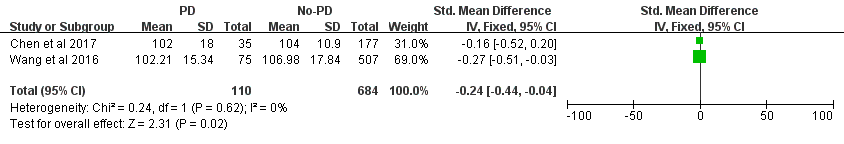 PD No-PD Std. Mean Difference Std. Mean Difference
Study or Subgroup Mean SD Total Mean SD Total Weight IV, Fixed, 95% CI IV, Fixed, 95% CI
Chen et al 2017 102 18 35 104 10.9 177 31.0% -0.16 [-0.52, 0.20]
Wang et al 2016 102.21 15.34 75 106.98 17.84 507 69.0% -0.27 [-0.51, -0.03]
Total (95% CI) 110 684 100.0% -0.24 [-0.44, -0.04]
Heterogeneity: Chi² = 0.24, df = 1 (P = 0.62); I² = 0%
Test for overall effect: Z = 2.31 (P = 0.02)
-100 -50 0 50 100